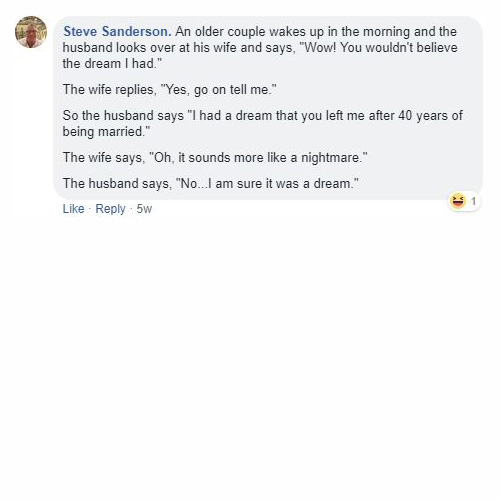 Steve Sanderson. An older couple wakes up in the morning and the
husband looks over at his wife and says, "Wow! You wouldn't believe
the dream I had."
The wife replies, "Yes, go on tell me."
So the husband says "I had a dream that you left me after 40 years of
being married."
The wife says, "Oh, it sounds more like a nightmare."
The husband says, "No...I am sure it was a dream."
1
Like · Reply · 5w